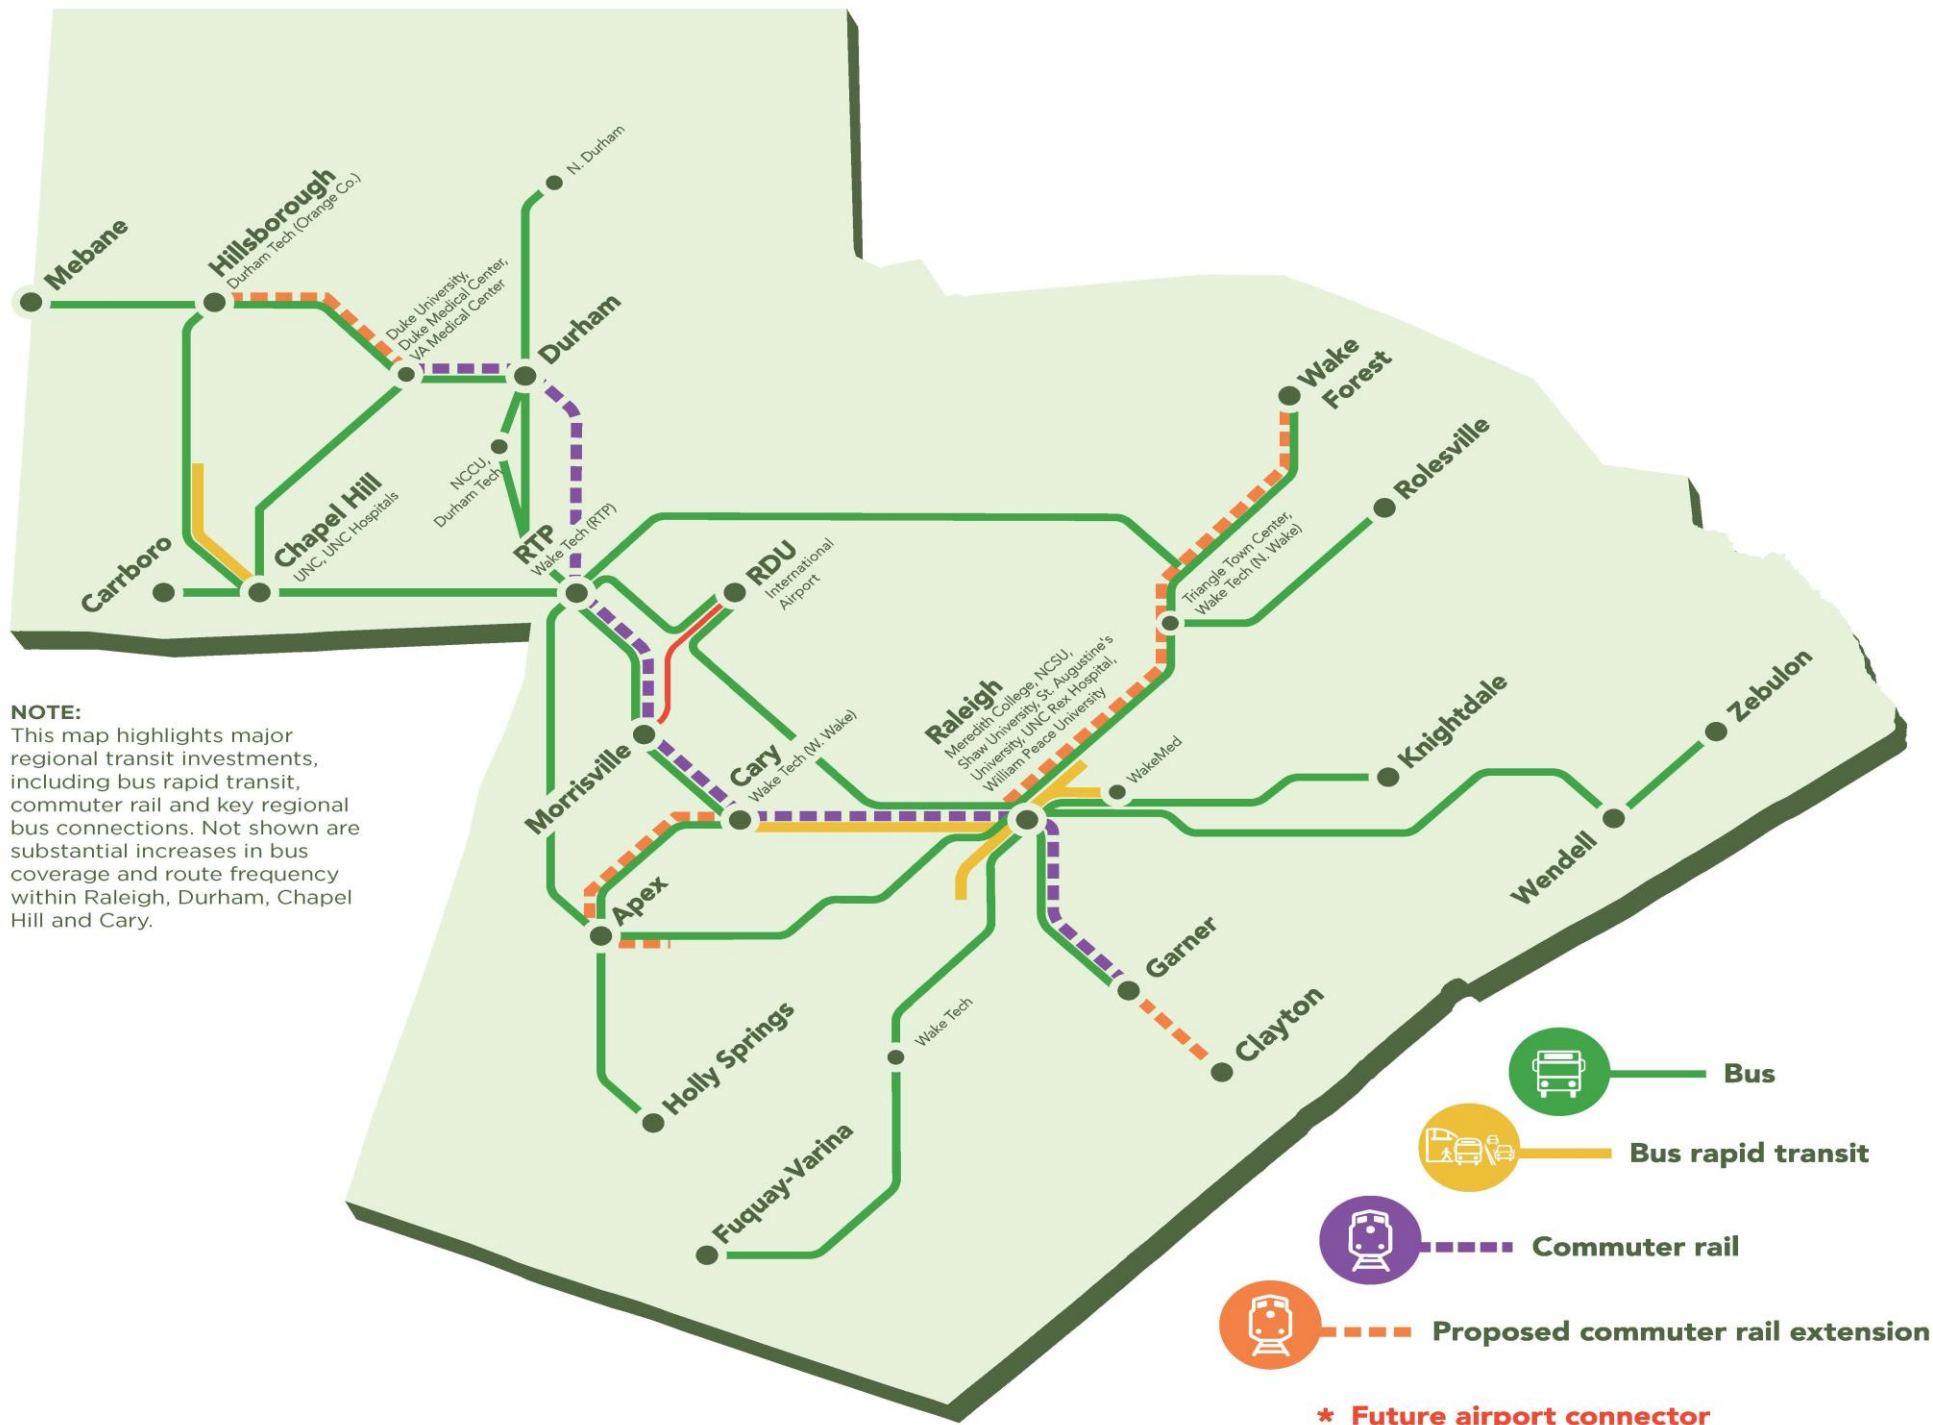 N. Durham
Mebane
Hillsborough
Durham Tech (Orange Co.)
Duke University,
Duke Medical Center,
VA Medical Center
Durham
Wake
Forest
Rolesville
NCCU,
Durham Tech
Chapel Hill
UNC, UNC Hospitals
Carrboro
RTP
Wake Tech (RTP)
RDU
International
Airport
Triangle Town Center,
Wake Tech (N. Wake)
Raleigh
Meredith College, NCSU,
Shaw University, St. Augustine's
University, UNC Rex Hospital,
William Peace University
WakeMed
Knightdale
Zebulon
Wendell
Morrisville
Cary
Wake Tech (W. Wake)
Apex
Garner
Clayton
Holly Springs
Wake Tech
Fuquay-Varina
NOTE:
This map highlights major
regional transit investments,
including bus rapid transit,
commuter rail and key regional
bus connections. Not shown are
substantial increases in bus
coverage and route frequency
within Raleigh, Durham, Chapel
Hill and Cary.
Bus
Bus rapid transit
Commuter rail
Proposed commuter rail extension
* Future airport connector